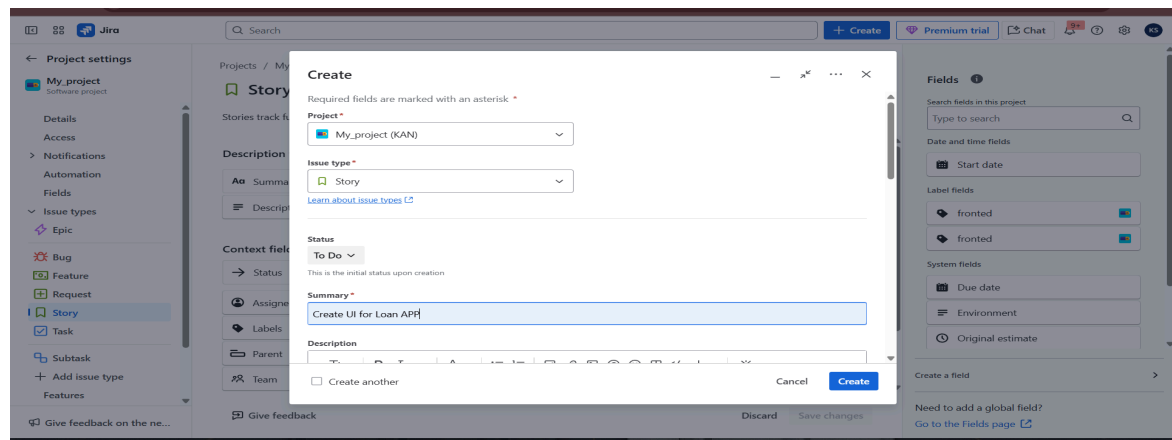 Jira
Search
+ Create
Premium trial
Chat
9+
KS
← Project settings
My_project
Software project
Details
Access
Notifications
Automation
Fields
Issue types
Epic
Bug
Feature
Request
Story
Task
Subtask
+ Add issue type
Features
Give feedback on the ne...
Projects / My
Story
Stories track fu
Description
Aa Summa
Descript
Context field
Status
Assigne
Labels
Parent
Team
Give feedback
Discard
Save changes
Create
Required fields are marked with an asterisk *
Project *
My_project (KAN)
Issue type *
Story
Learn about issue types
Status
To Do
This is the initial status upon creation
Summary *
Create UI for Loan APP
Description
Create another
Cancel
Create
Fields
Search fields in this project
Type to search
Date and time fields
Start date
Label fields
fronted
fronted
System fields
Due date
Environment
Original estimate
Create a field
Need to add a global field?
Go to the Fields page